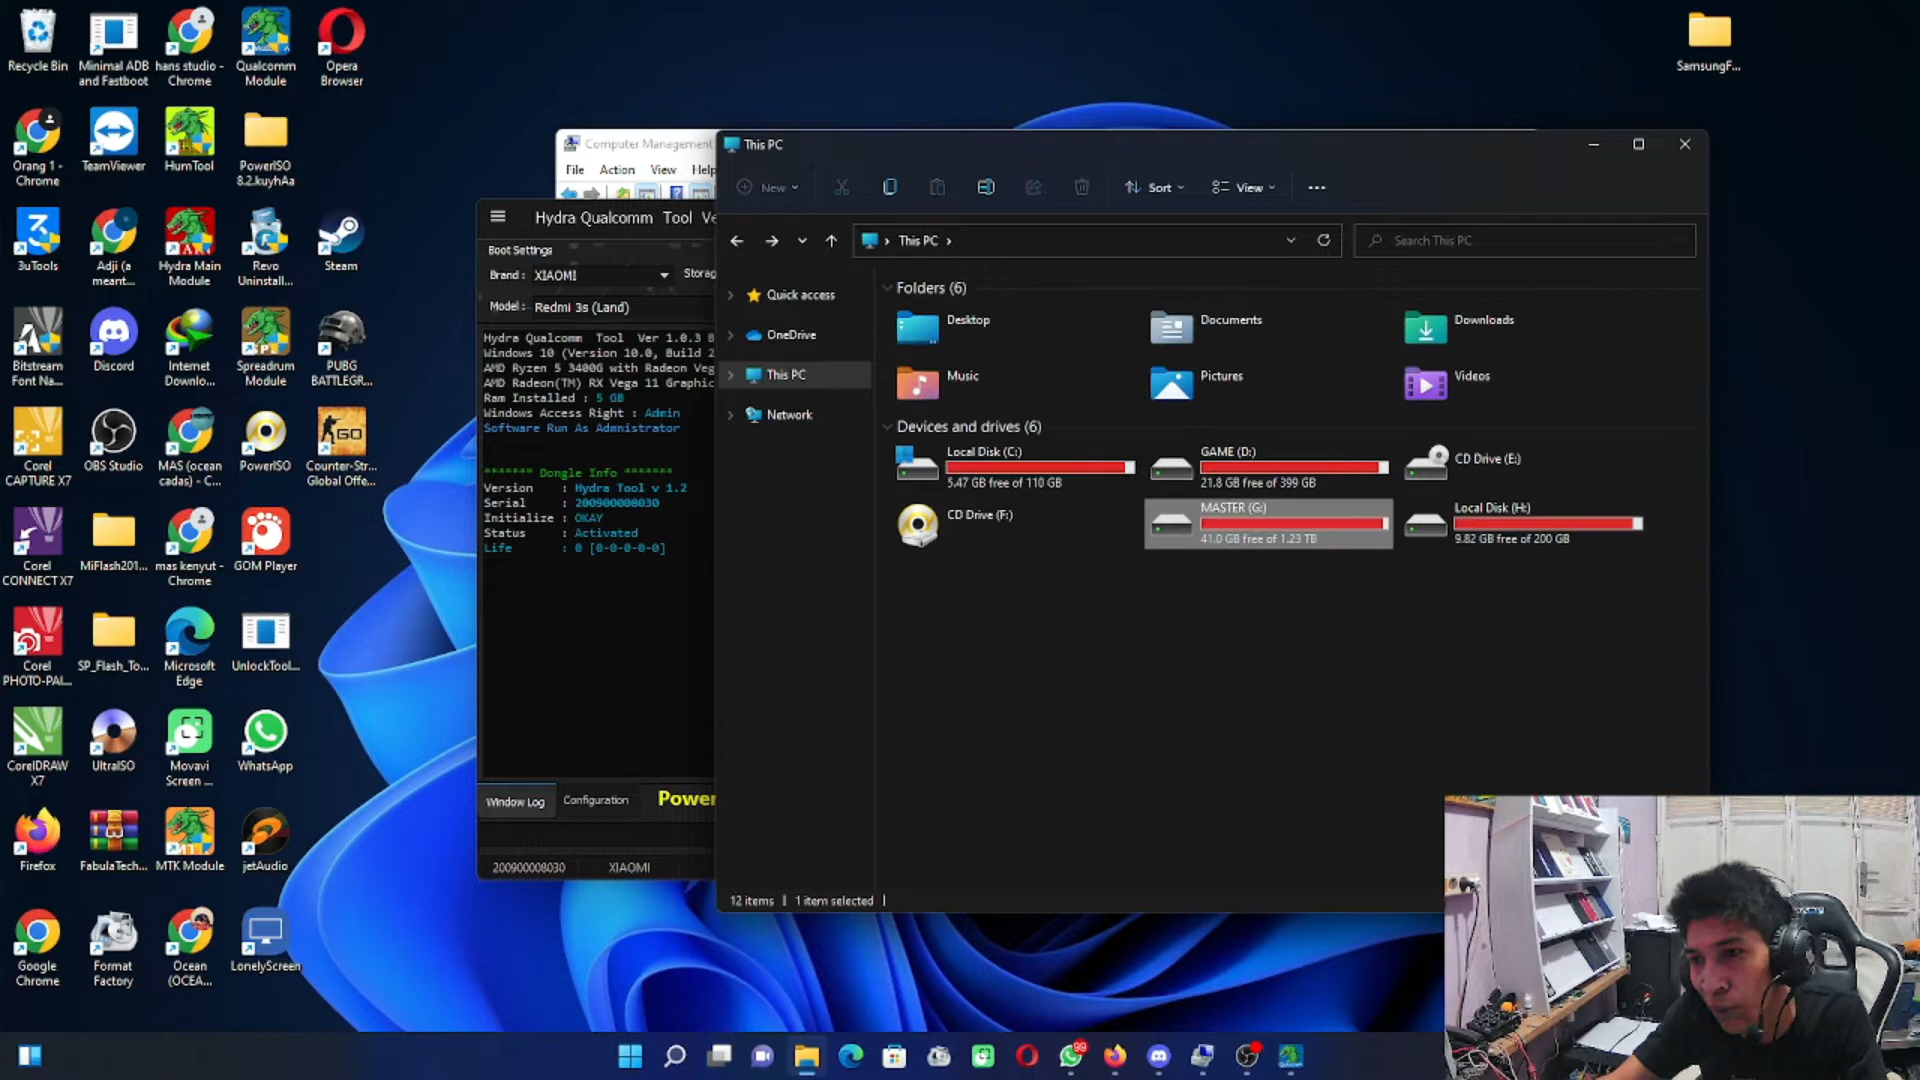 Recycle Bin
Minimal ADB
and Fastboot
hans studio -
Chrome
Qualcomm
Module
Opera
Browser
SamsungF...
Orang 1 -
Chrome
TeamViewer
HumTool
PowerISO
8.2.kuyhAa
3uTools
Adji (a
meant...
Hydra Main
Module
Revo
Uninstall...
Steam
Bitstream
Font Na...
Discord
Internet
Downlo...
Spreadrum
Module
PUBG
BATTLEGR...
Corel
CAPTURE X7
OBS Studio
MAS (ocean
cadas) - C...
PowerISO
Counter-Str...
Global Offe...
Corel
CONNECT X7
MiFlash201...
mas kenyut -
Chrome
GOM Player
Corel
PHOTO-PAI...
SP_Flash_To...
Microsoft
Edge
UnlockTool...
CorelDRAW
X7
UltraISO
Movavi
Screen ...
WhatsApp
Firefox
FabulaTech...
MTK Module
jetAudio
Google
Chrome
Format
Factory
Ocean
(OCEA...
LonelyScreen
Computer Management
File Action View Help
Hydra Qualcomm Tool Ve
Boot Settings
Brand : XIAOMI Storag
Model : Redmi 3s (Land)
Hydra Qualcomm Tool Ver 1.0.3 B
Windows 10 (Version 10.0, Build 2
AMD Ryzen 5 3400G with Radeon Veg
AMD Radeon(TM) RX Vega 11 Graphic
Ram Installed : 5 GB
Windows Access Right : Admin
Software Run As Admnistrator
******* Dongle Info *******
Version : Hydra Tool v 1.2
Serial : 200900008030
Initialize : OKAY
Status : Activated
Life : 0 [0-0-0-0-0]
Window Log Configuration Power
200900008030 XIAOMI
This PC
New Sort View ...
This PC
Search This PC
Quick access
OneDrive
This PC
Network
Folders (6)
Desktop
Documents
Downloads
Music
Pictures
Videos
Devices and drives (6)
Local Disk (C:)
5.47 GB free of 110 GB
GAME (D:)
21.8 GB free of 399 GB
CD Drive (E:)
CD Drive (F:)
MASTER (G:)
41.0 GB free of 1.23 TB
Local Disk (H:)
9.82 GB free of 200 GB
12 items 1 item selected
99